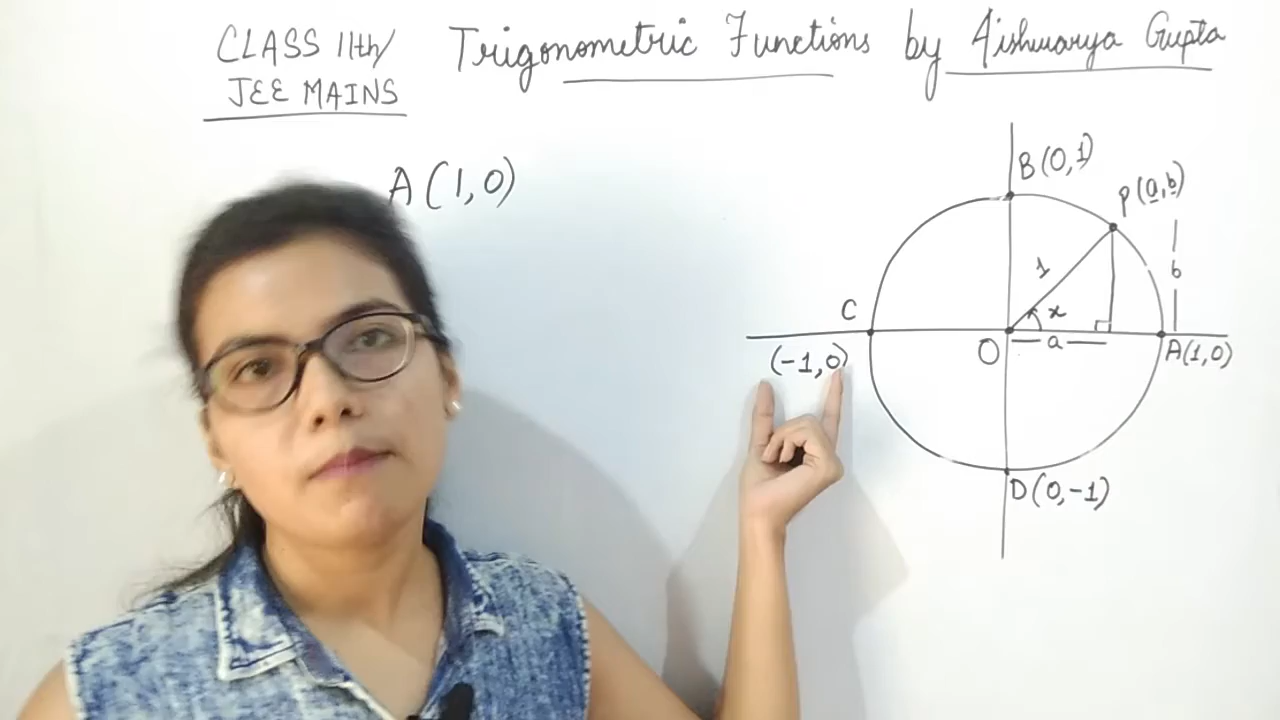 CLASS 11th/
JEE MAINS
Trigonometric Functions by Aishwarya Gupta
A (1,0)
B (0,1)
P (a,b)
1
b
x
C
O
a
A(1,0)
(-1,0)
D (0,-1)